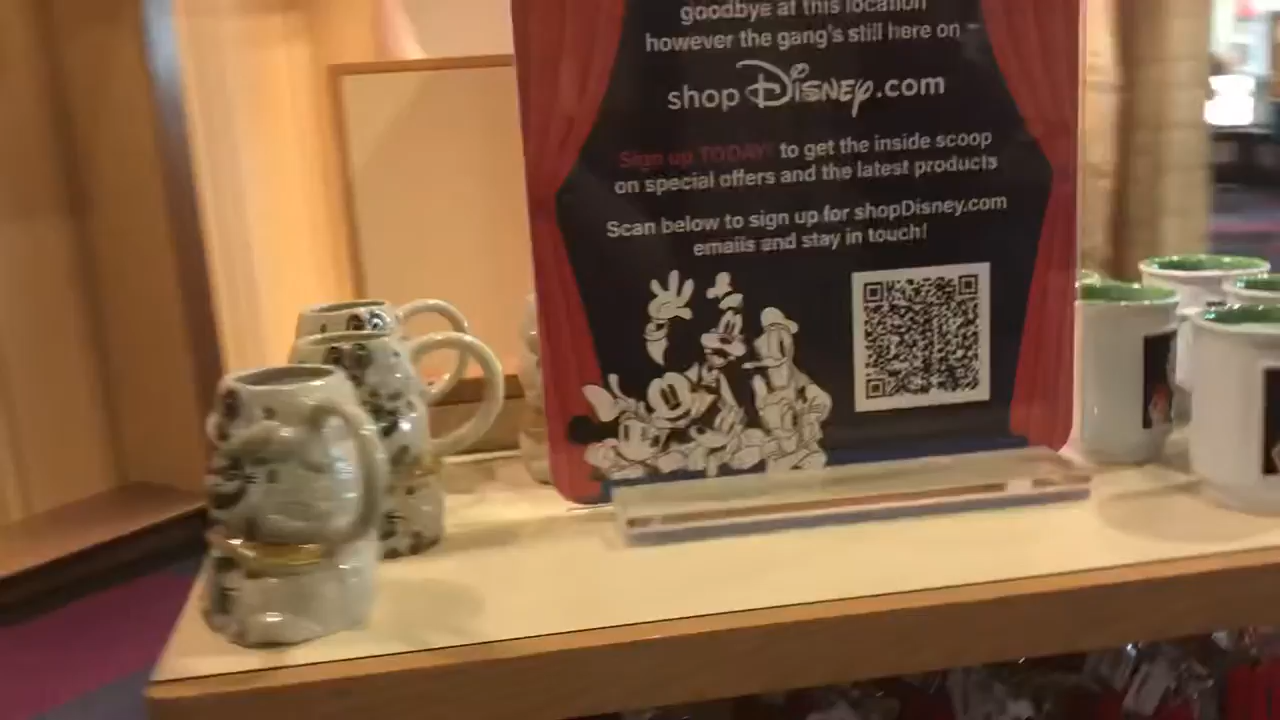 goodbye at this location
however the gang's still here on –
shop Disney.com
Sign up TODAY! to get the inside scoop
on special offers and the latest products
Scan below to sign up for shopDisney.com
emails and stay in touch!